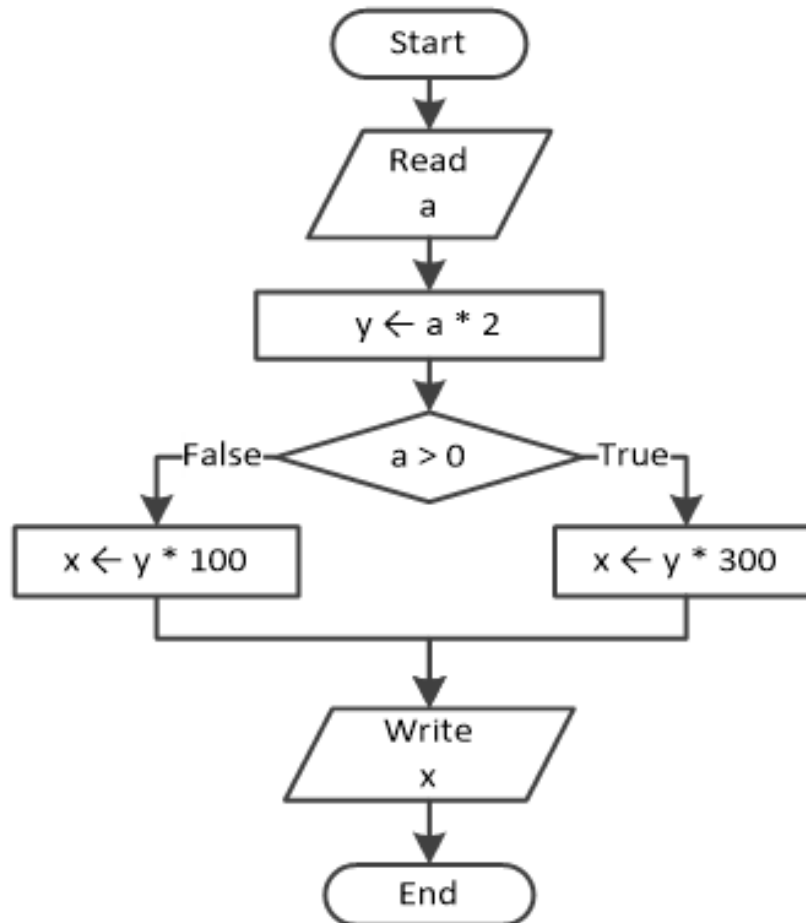 Start
Read
a
y ← a * 2
False
a > 0
True
x ← y * 100
x ← y * 300
Write
x
End